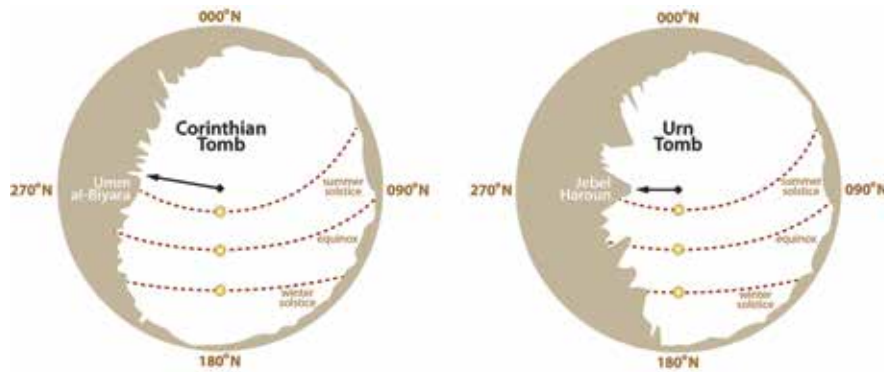 000°N
Corinthian
Tomb
270°N
Umm
al-Biyara
090°N
summer
solstice
equinox
winter
solstice
180°N
000°N
Urn
Tomb
270°N
Jebel
Haroun
090°N
summer
solstice
equinox
winter
solstice
180°N